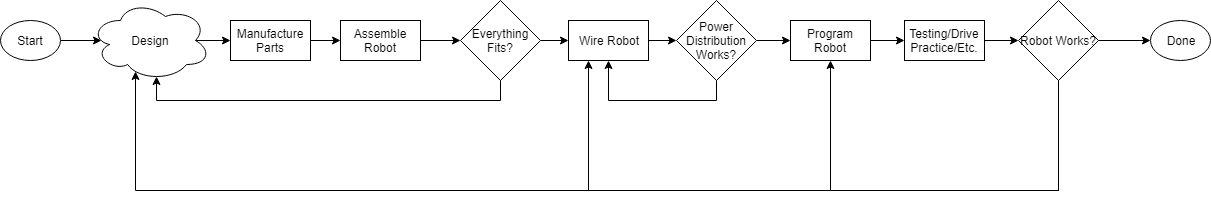 Start
Design
Manufacture
Parts
Assemble
Robot
Everything
Fits?
Wire Robot
Power
Distribution
Works?
Program
Robot
Testing/Drive
Practice/Etc.
Robot Works?
Done